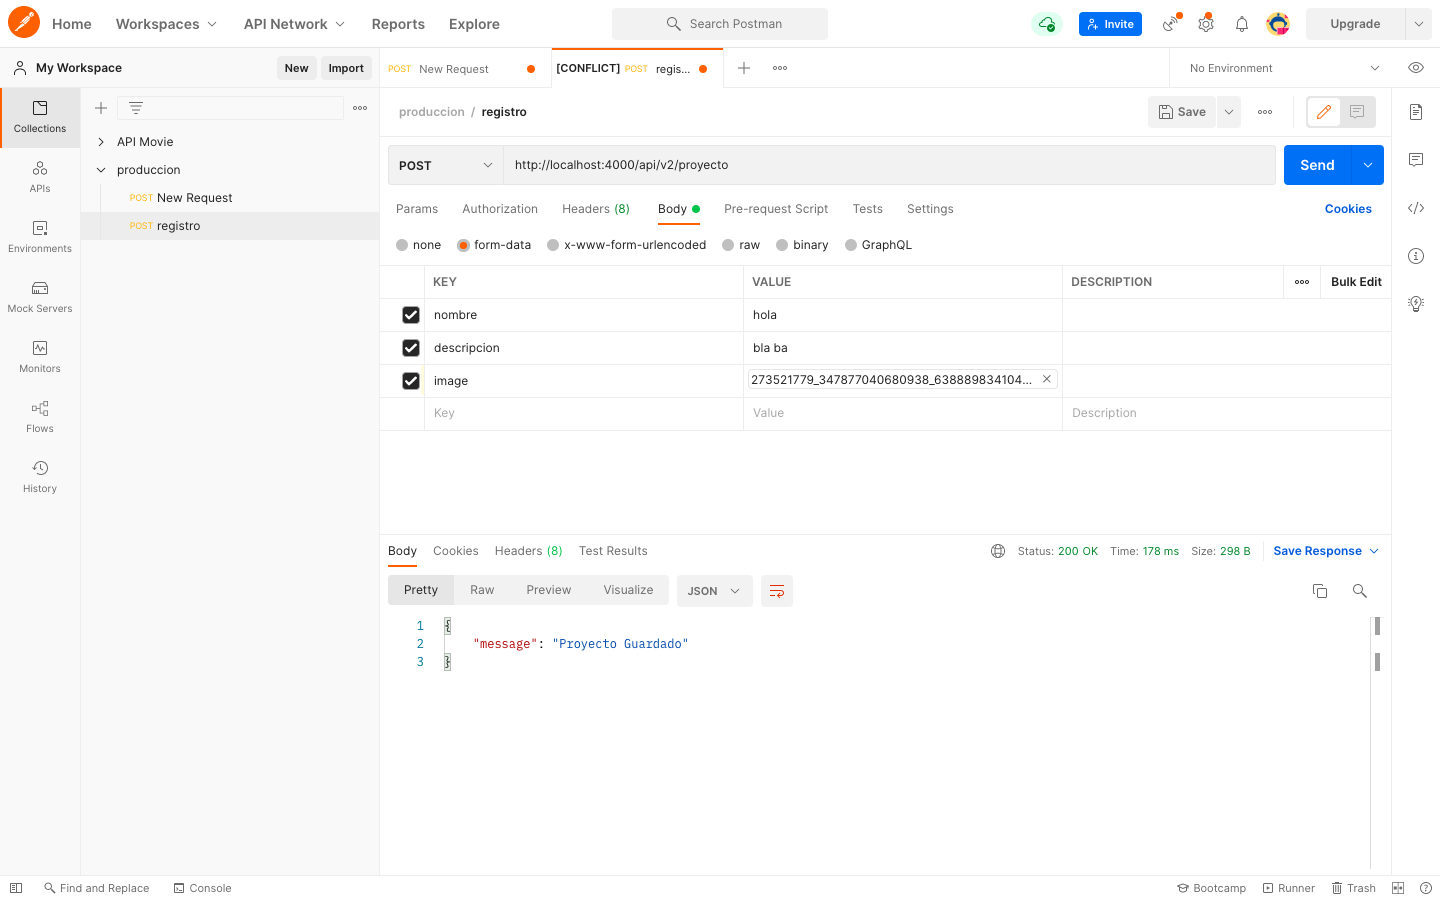 Home Workspaces API Network Reports Explore Search Postman Invite Upgrade
My Workspace New Import POST New Request [CONFLICT] POST regis... No Environment
Collections
APIs
Environments
Mock Servers
Monitors
Flows
History
API Movie
produccion
POST New Request
POST registro
produccion / registro Save
POST http://localhost:4000/api/v2/proyecto Send
Params Authorization Headers (8) Body Pre-request Script Tests Settings Cookies
none form-data x-www-form-urlencoded raw binary GraphQL
KEY VALUE DESCRIPTION Bulk Edit
nombre hola
descripcion bla ba
image 273521779_347877040680938_638889834104...
Key Value Description
Body Cookies Headers (8) Test Results Status: 200 OK Time: 178 ms Size: 298 B Save Response
Pretty Raw Preview Visualize JSON
1 {
2 "message": "Proyecto Guardado"
3 }
Find and Replace Console Bootcamp Runner Trash